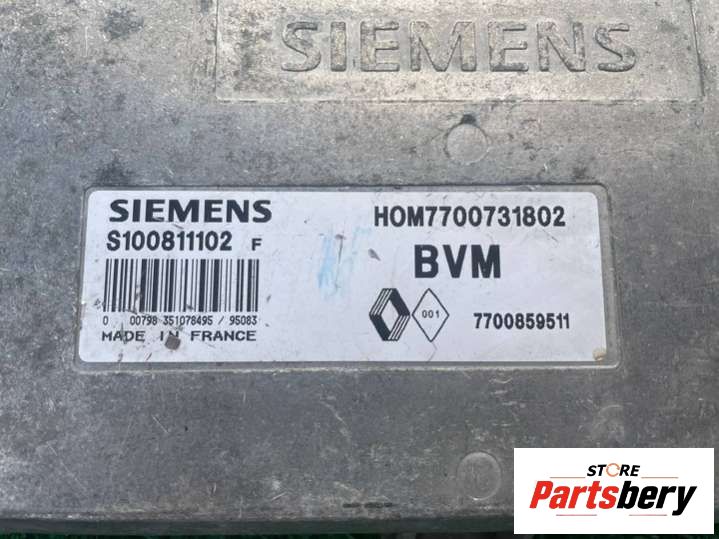 SIEMENS
SIEMENS
S100811102 F
0 00798 351078495 / 95083
MADE IN FRANCE
HOM7700731802
BVM
001
7700859511
STORE
Partsbery